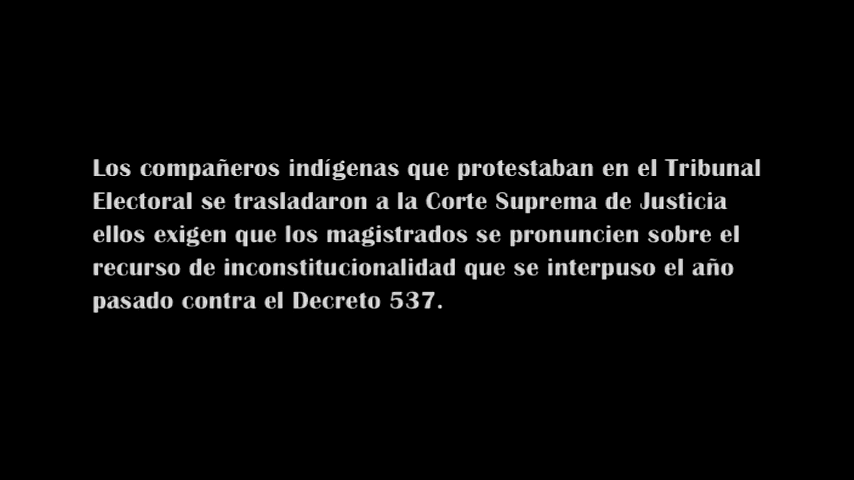 Los compañeros indígenas que protestaban en el Tribunal
Electoral se trasladaron a la Corte Suprema de Justicia
ellos exigen que los magistrados se pronuncien sobre el
recurso de inconstitucionalidad que se interpuso el año
pasado contra el Decreto 537.